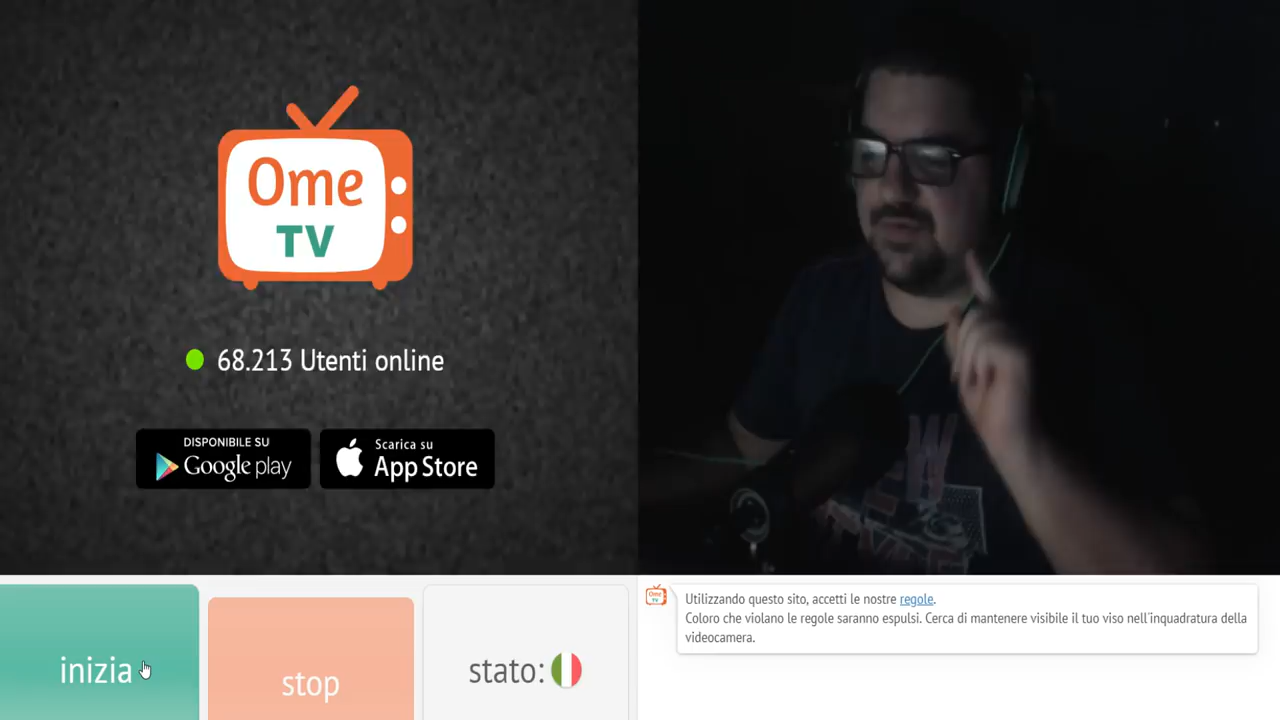 Ome
TV
68.213 Utenti online
DISPONIBILE SU
Google play
Scarica su
App Store
inizia
stop
stato:
Ome
TV
Utilizzando questo sito, accetti le nostre regole.
Coloro che violano le regole saranno espulsi. Cerca di mantenere visibile il tuo viso nell'inquadratura della
videocamera.